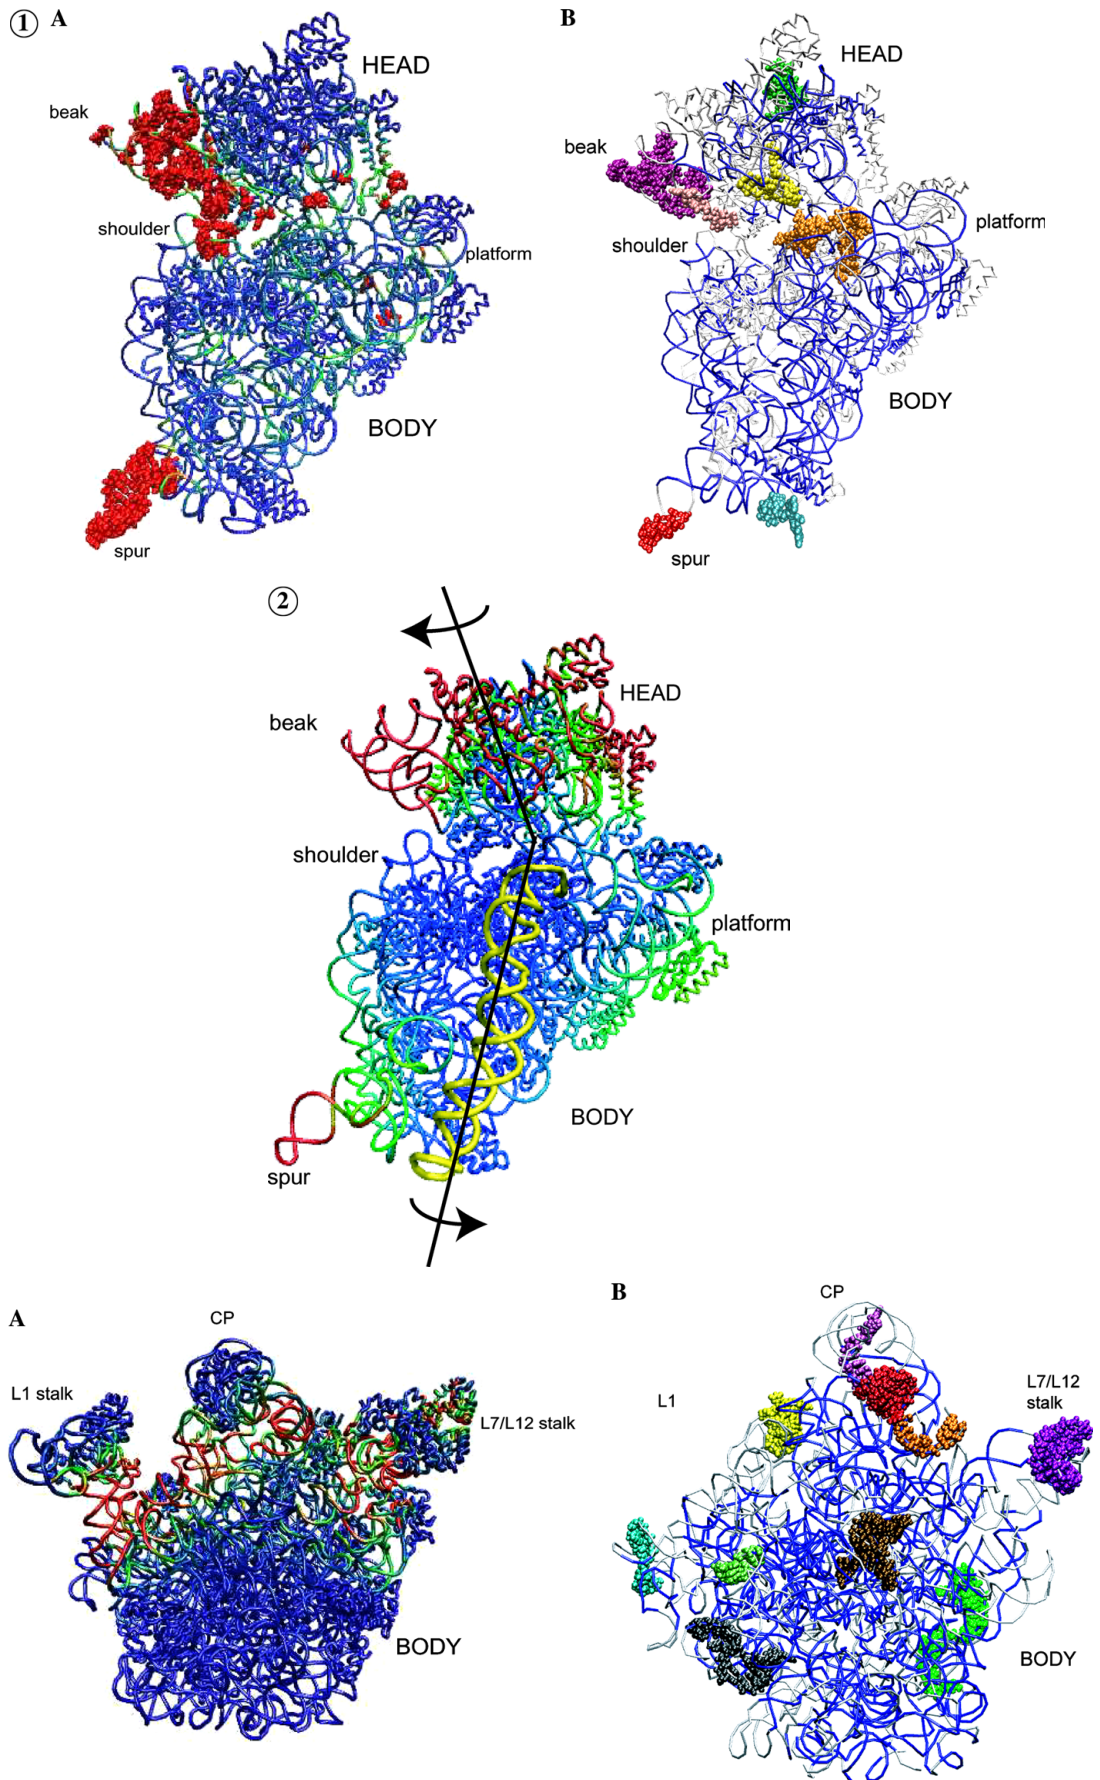 ① A
HEAD
beak
shoulder
platform
BODY
spur
B
HEAD
beak
shoulder
platform
BODY
spur
②
HEAD
beak
shoulder
platform
BODY
spur
A
CP
L1 stalk
L7/L12 stalk
BODY
B
CP
L1
L7/L12
stalk
BODY